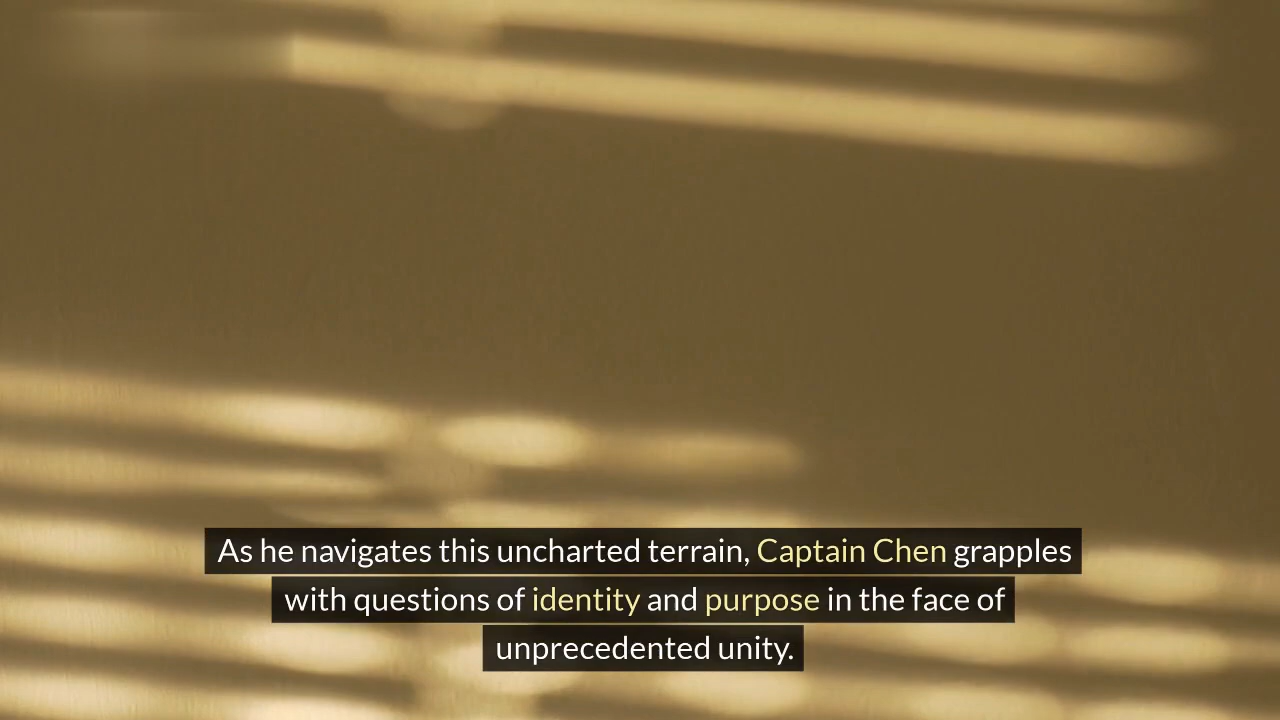 As he navigates this uncharted terrain, Captain Chen grapples
with questions of identity and purpose in the face of
unprecedented unity.